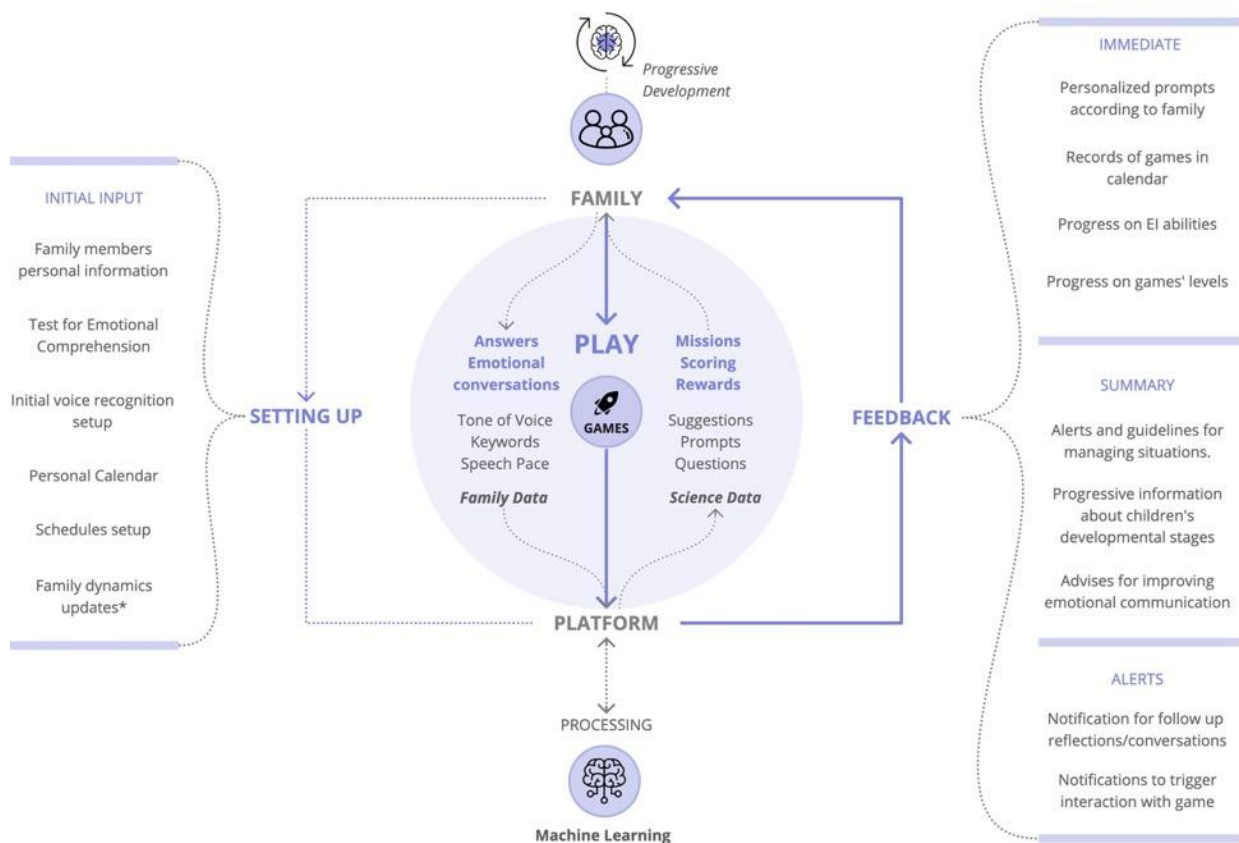 Progressive
Development
FAMILY
INITIAL INPUT
Family members
personal information
Test for Emotional
Comprehension
Initial voice recognition
setup
Personal Calendar
Schedules setup
Family dynamics
updates*
SETTING UP
Answers
Emotional
conversations
Tone of Voice
Keywords
Speech Pace
Family Data
PLAY
GAMES
Missions
Scoring
Rewards
Suggestions
Prompts
Questions
Science Data
PLATFORM
PROCESSING
Machine Learning
FEEDBACK
IMMEDIATE
Personalized prompts
according to family
Records of games in
calendar
Progress on EI abilities
Progress on games' levels
SUMMARY
Alerts and guidelines for
managing situations.
Progressive information
about children's
developmental stages
Advises for improving
emotional communication
ALERTS
Notification for follow up
reflections/conversations
Notifications to trigger
interaction with game